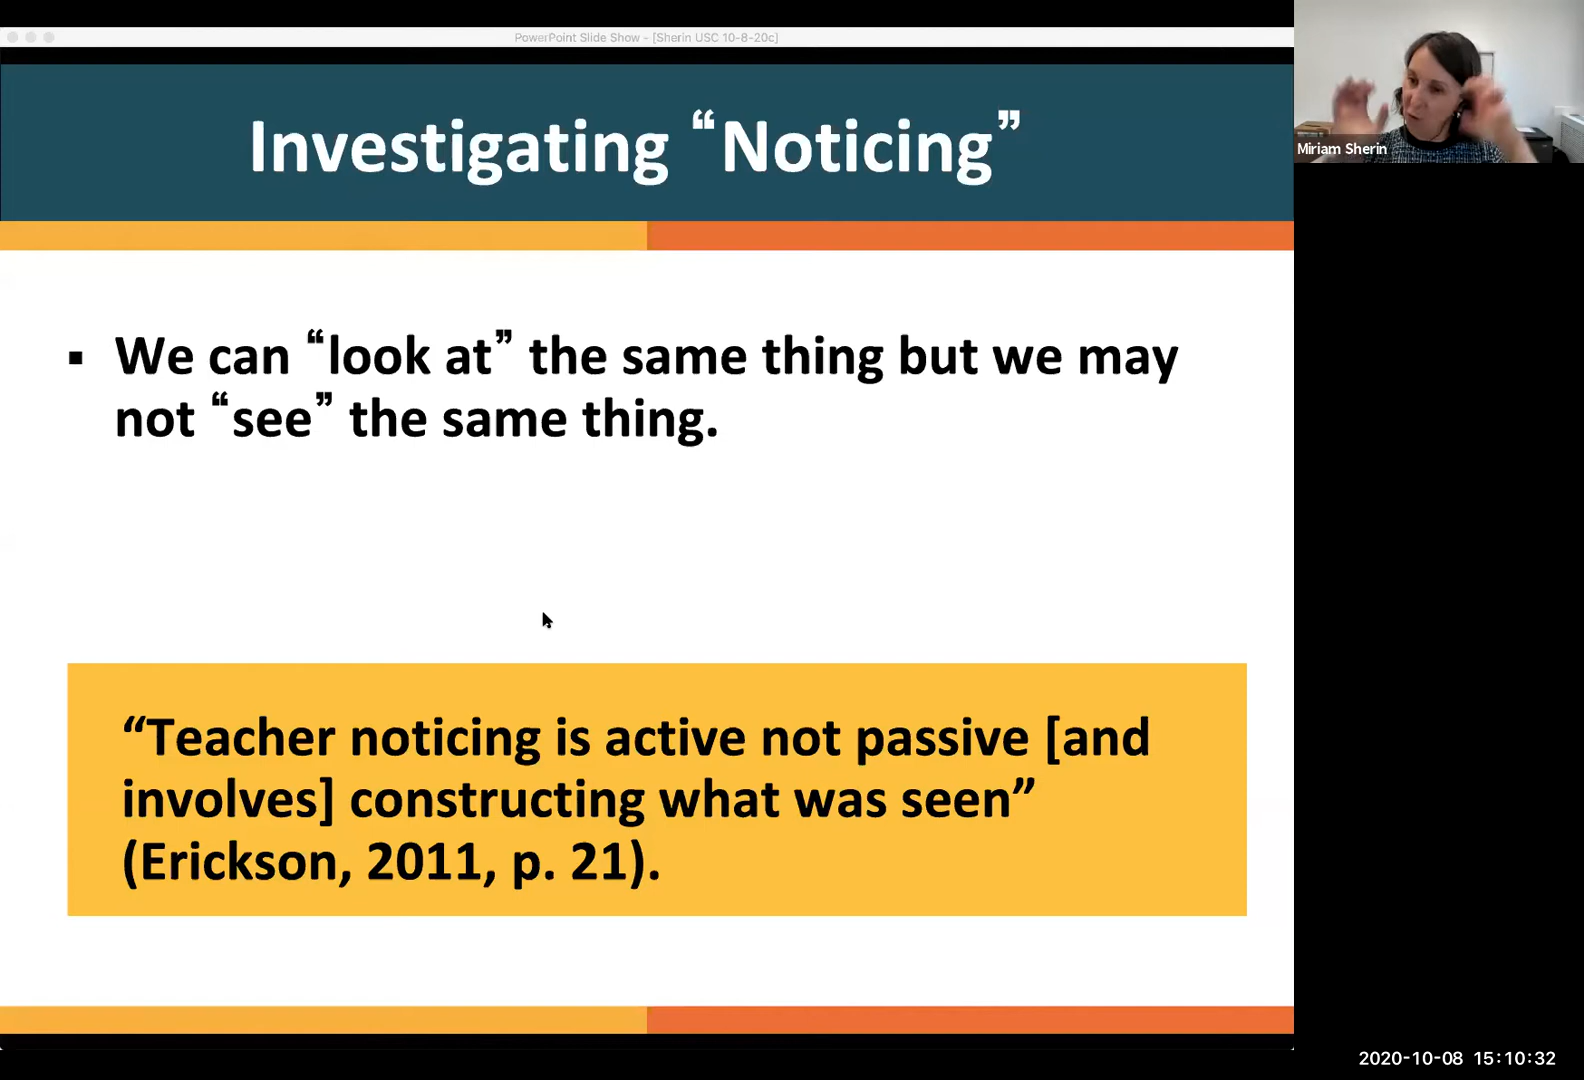 PowerPoint Slide Show - [Sherin USC 10-8-20c]
Investigating “Noticing”
Miriam Sherin
▪ We can “look at” the same thing but we may
not “see” the same thing.
“Teacher noticing is active not passive [and
involves] constructing what was seen”
(Erickson, 2011, p. 21).
2020-10-08 15:10:32